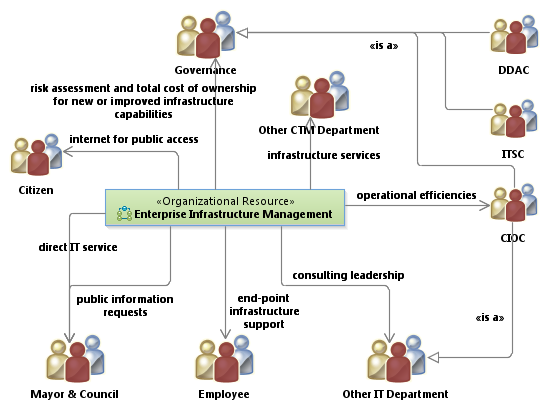 «is a»
Governance
DDAC
risk assessment and total cost of ownership
for new or improved infrastructure
capabilities
Other CTM Department
internet for public access
infrastructure services
ITSC
Citizen
«Organizational Resource»
Enterprise Infrastructure Management
operational efficiencies
CIOC
direct IT service
consulting leadership
public information
requests
end-point
infrastructure
support
«is a»
Mayor & Council
Employee
Other IT Department